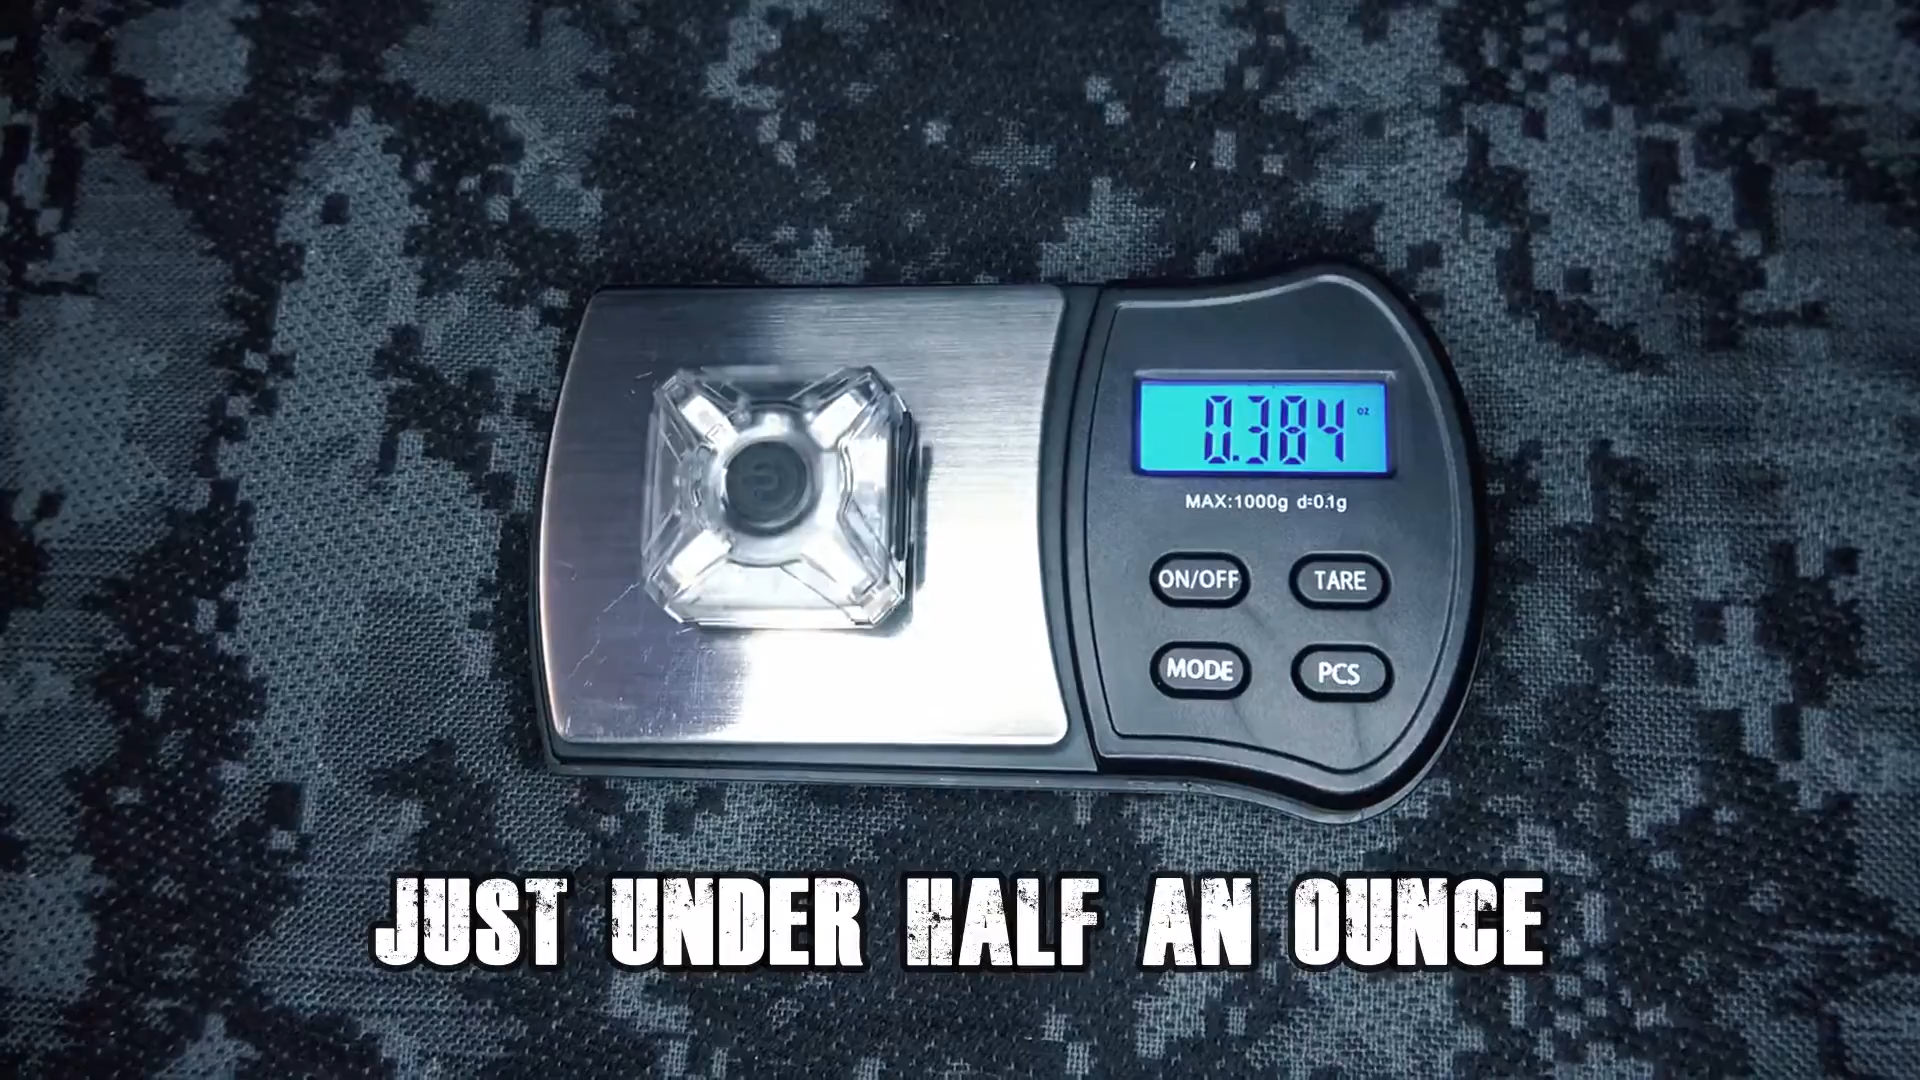 0.384 oz
MAX:1000g d=0.1g
ON/OFF TARE
MODE PCS
JUST UNDER HALF AN OUNCE